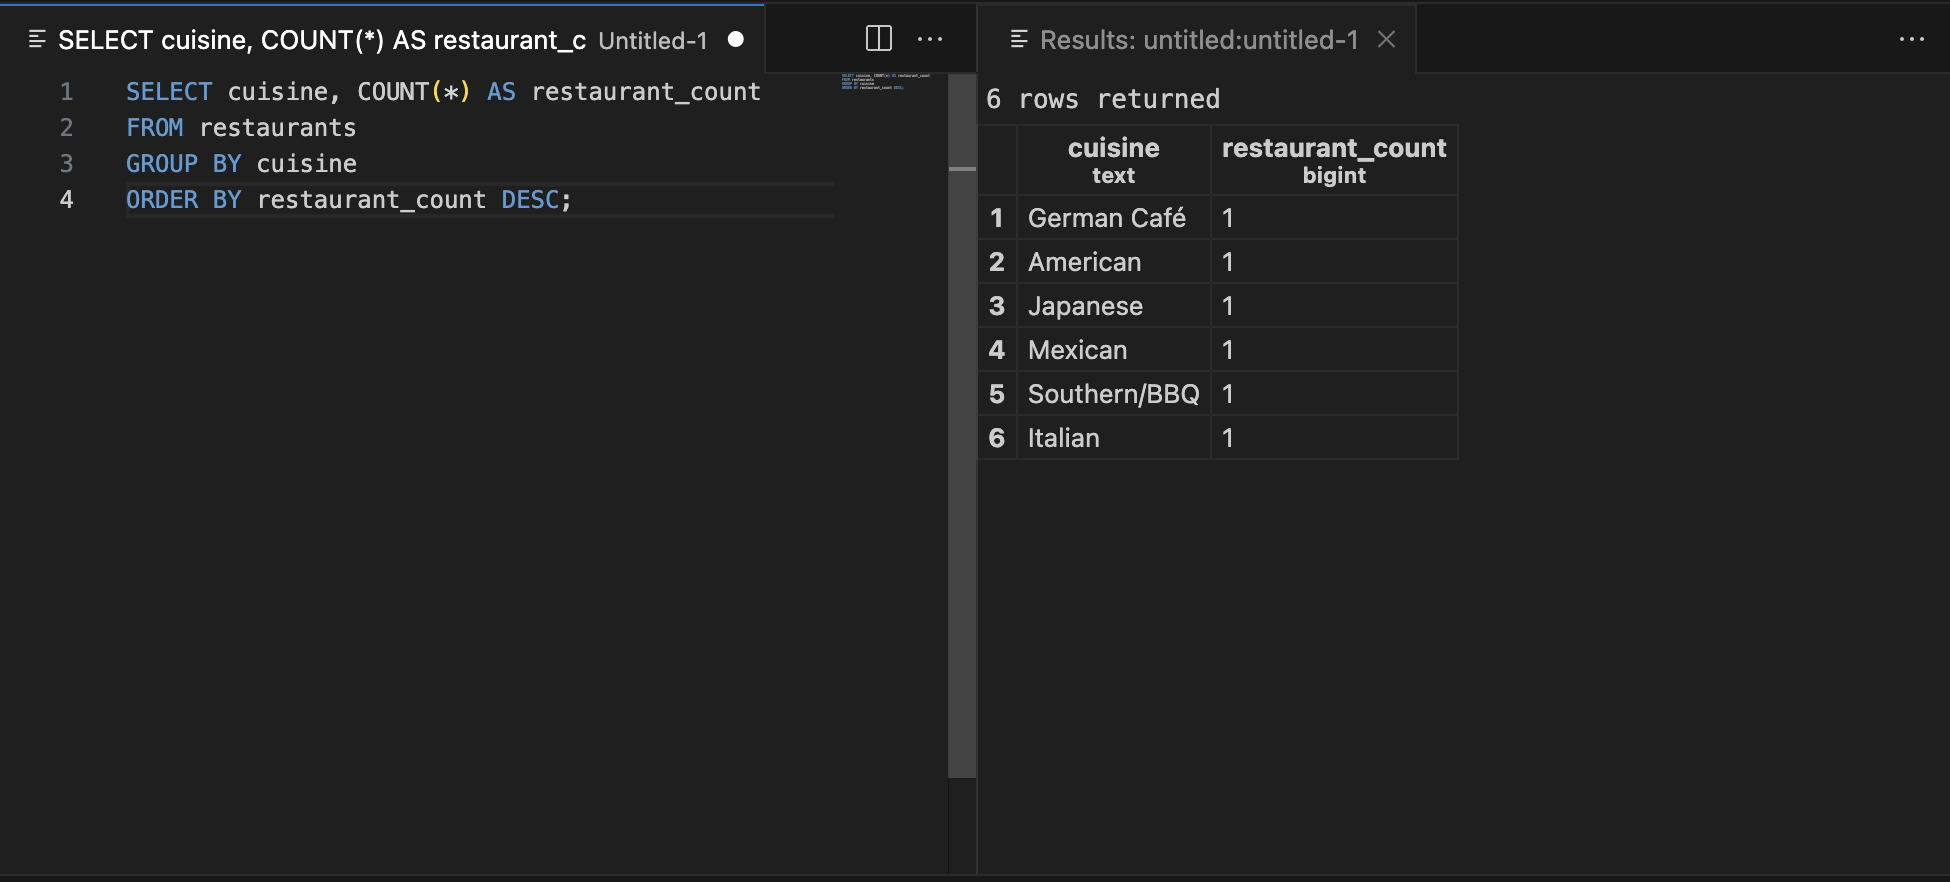 SELECT cuisine, COUNT(*) AS restaurant_c Untitled-1
1 SELECT cuisine, COUNT(*) AS restaurant_count
2 FROM restaurants
3 GROUP BY cuisine
4 ORDER BY restaurant_count DESC;
Results: untitled:untitled-1
6 rows returned
cuisine restaurant_count
text bigint
1 German Café 1
2 American 1
3 Japanese 1
4 Mexican 1
5 Southern/BBQ 1
6 Italian 1